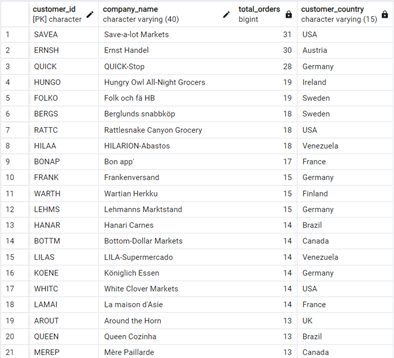 customer_id company_name total_orders customer_country
[PK] character character varying (40) bigint character varying (15)
1 SAVEA Save-a-lot Markets 31 USA
2 ERNSH Ernst Handel 30 Austria
3 QUICK QUICK-Stop 28 Germany
4 HUNGO Hungry Owl All-Night Grocers 19 Ireland
5 FOLKO Folk och fä HB 19 Sweden
6 BERGS Berglunds snabbköp 18 Sweden
7 RATTC Rattlesnake Canyon Grocery 18 USA
8 HILAA HILARION-Abastos 18 Venezuela
9 BONAP Bon app' 17 France
10 FRANK Frankenversand 15 Germany
11 WARTH Wartian Herkku 15 Finland
12 LEHMS Lehmanns Marktstand 15 Germany
13 HANAR Hanari Carnes 14 Brazil
14 BOTTM Bottom-Dollar Markets 14 Canada
15 LILAS LILA-Supermercado 14 Venezuela
16 KOENE Königlich Essen 14 Germany
17 WHITC White Clover Markets 14 USA
18 LAMAI La maison d'Asie 14 France
19 AROUT Around the Horn 13 UK
20 QUEEN Queen Cozinha 13 Brazil
21 MEREP Mère Paillarde 13 Canada